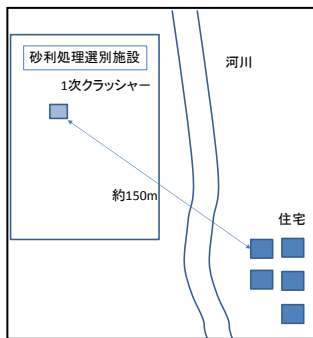 砂利処理選別施設
1次クラッシャー
河川
約150m
住宅